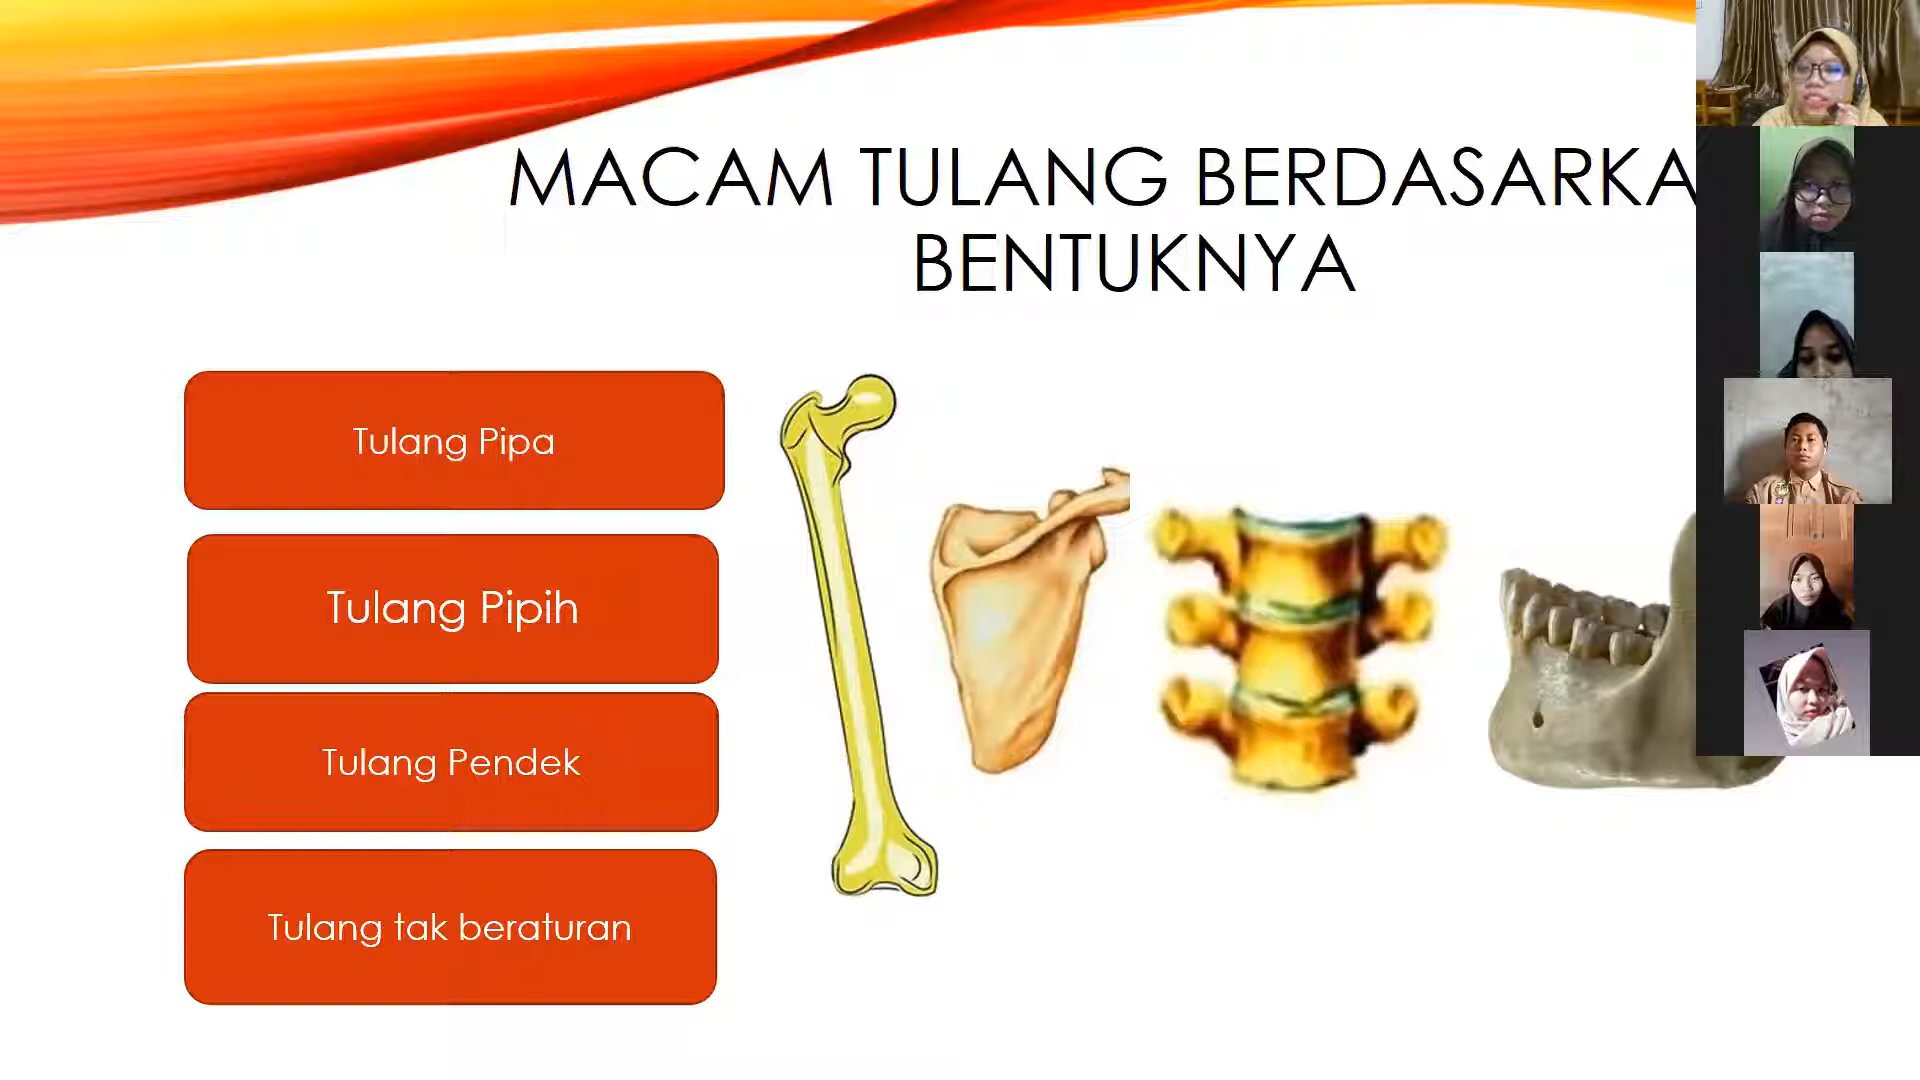 MACAM TULANG BERDASARKA
BENTUKNYA
Tulang Pipa
Tulang Pipih
Tulang Pendek
Tulang tak beraturan